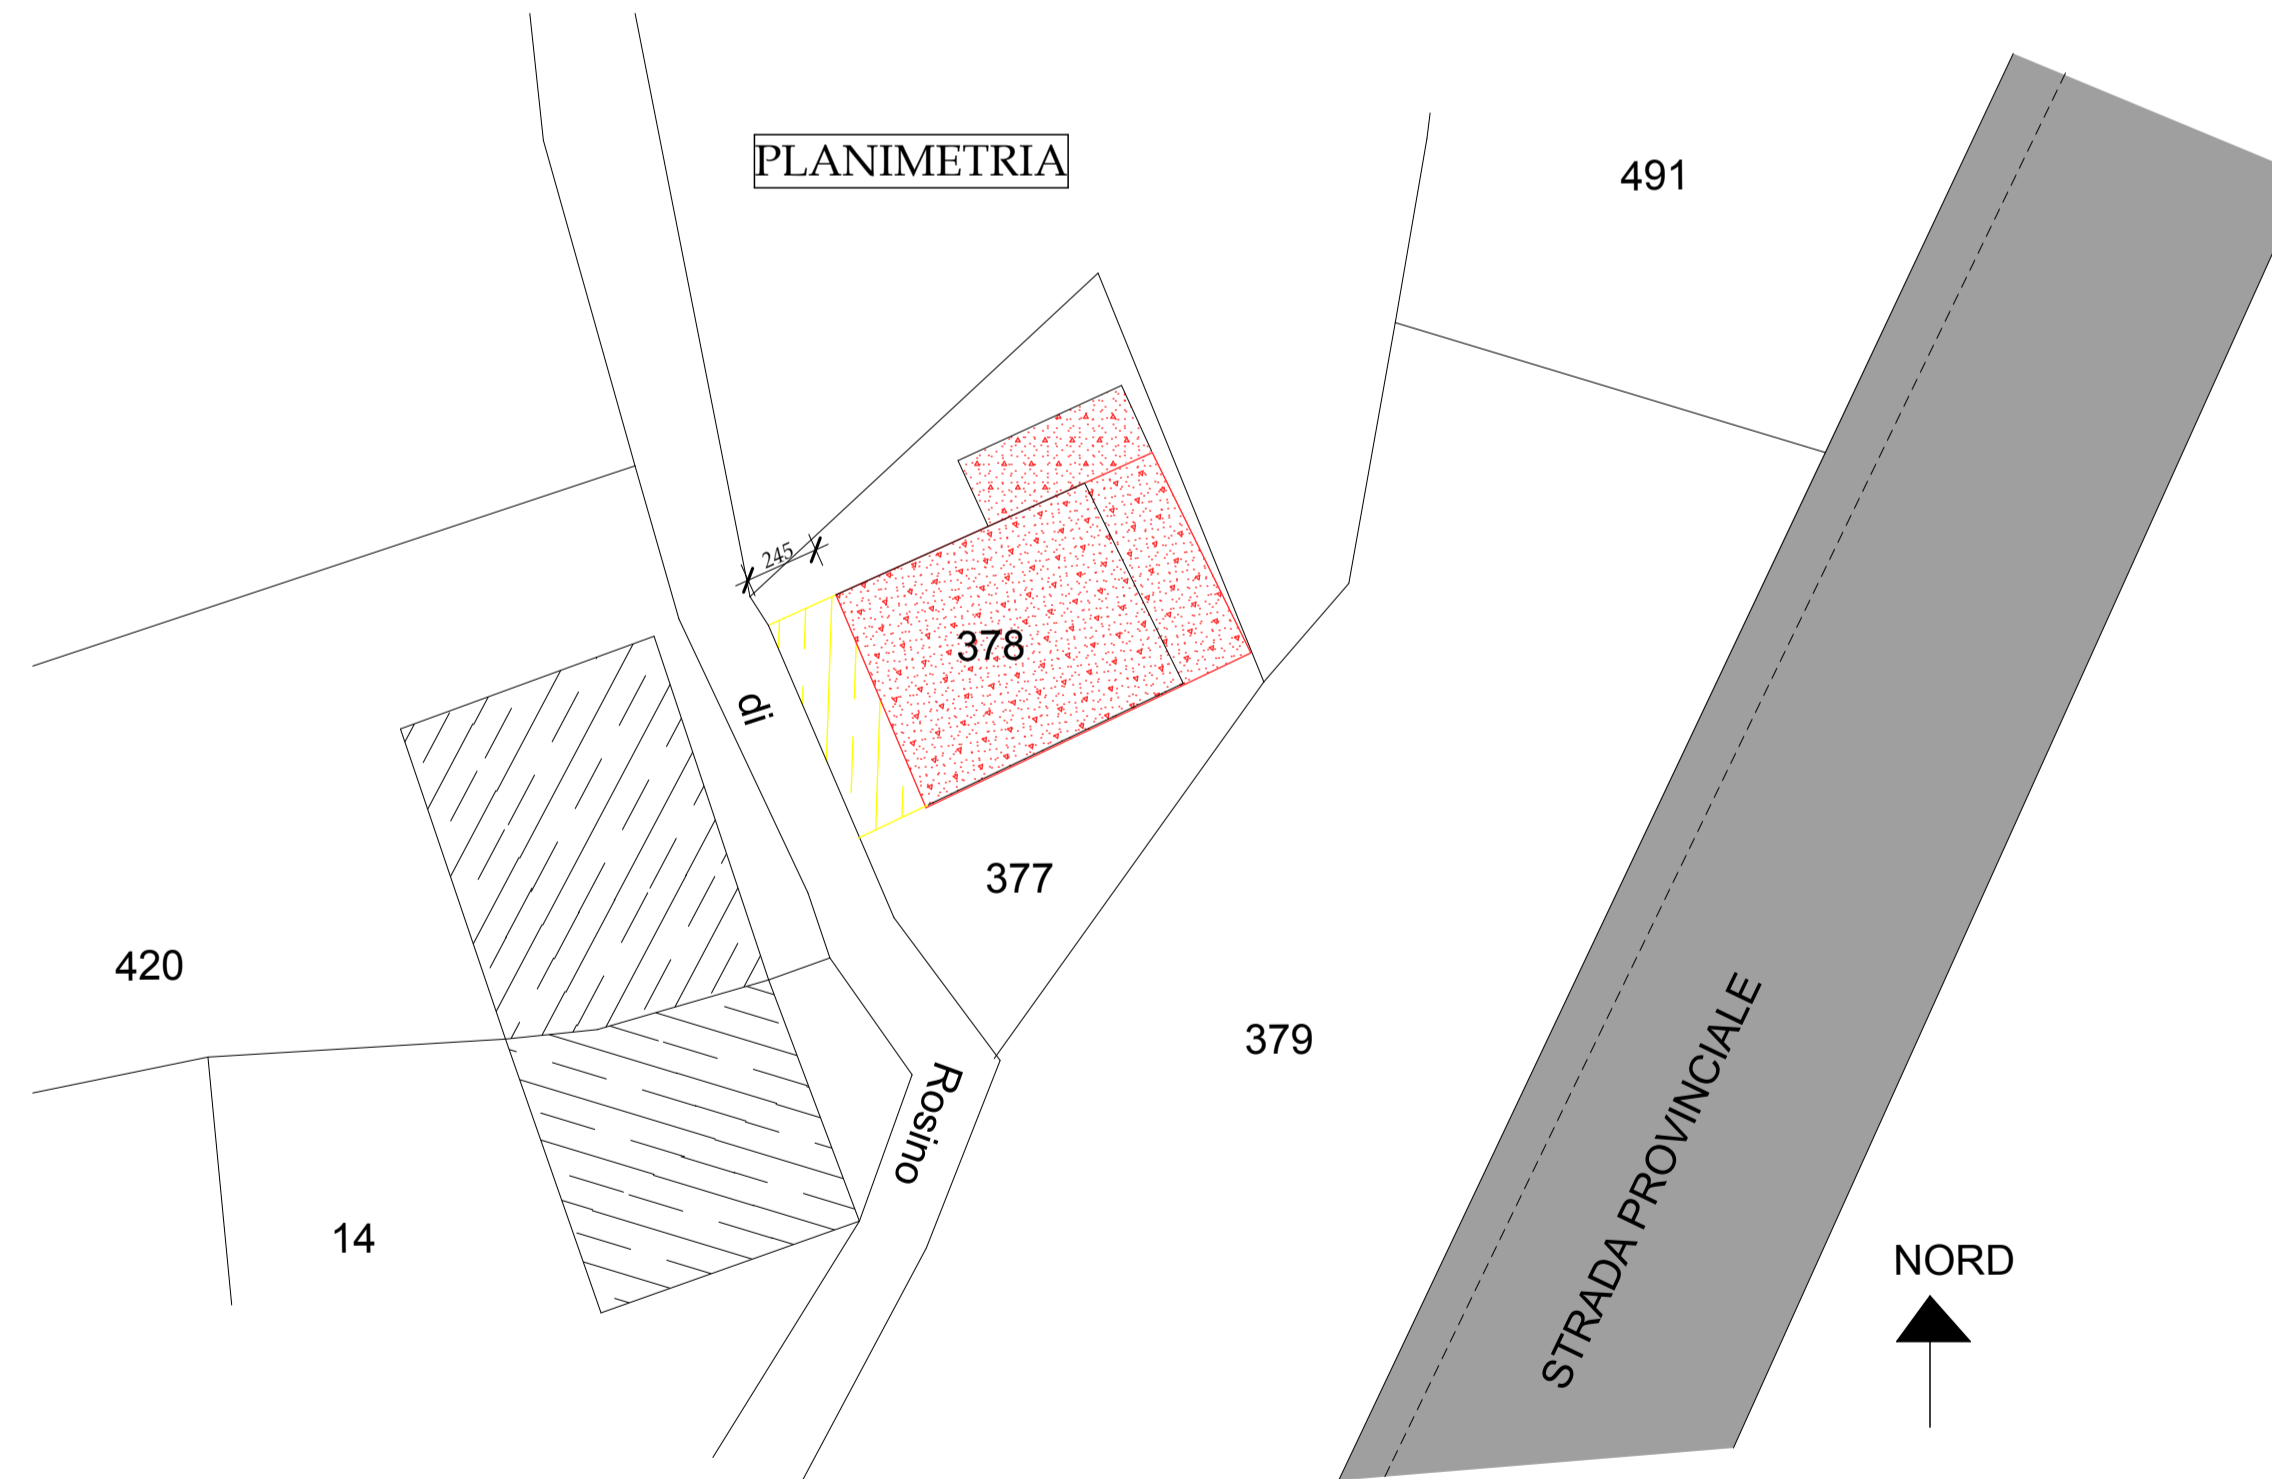 PLANIMETRIA
491
245
378
di
377
420
379
Rosino
STRADA PROVINCIALE
14
NORD